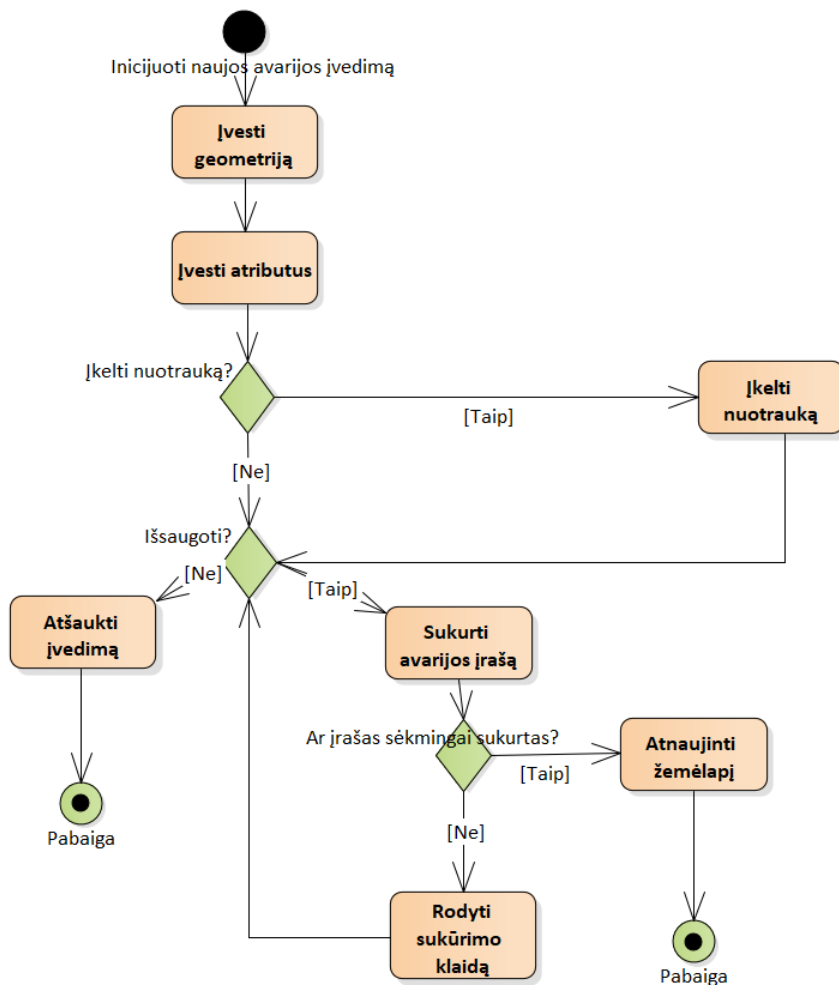 Inicijuoti naujos avarijos įvedimą
Įvesti
geometriją
Įvesti atributus
Įkelti nuotrauką?
[Taip]
Įkelti
nuotrauką
[Ne]
Išsaugoti?
[Ne]
[Taip]
Atšaukti
įvedimą
Sukurti
avarijos įrašą
Ar įrašas sėkmingai sukurtas?
[Taip]
Atnaujinti
žemėlapį
Pabaiga
[Ne]
Rodyti
sukūrimo
klaidą
Pabaiga